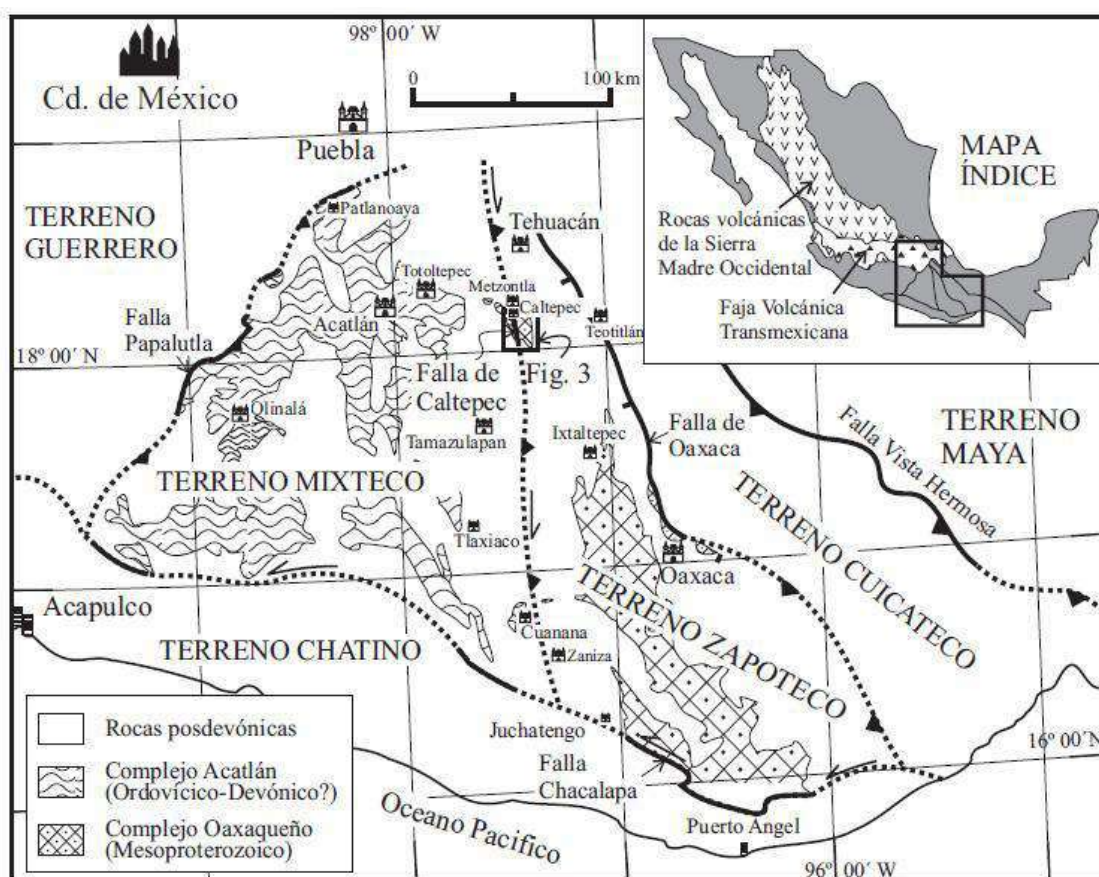 98º 00´ W
0
100 km
Cd. de México
Puebla
MAPA
ÍNDICE
Rocas volcánicas
de la Sierra
Madre Occidental
Faja Volcánica
Transmexicana
TERRENO
GUERRERO
Patlanoaya
Tehuacán
Totoltepec
Metzontla
Caltepec
Acatlán
Teotitlán
Falla
Papalutla
18º 00´ N
Falla de
Caltepec
Fig. 3
Olinalá
Tamazulapan
Ixtaltepec
Falla de
Oaxaca
Falla Vista Hermosa
TERRENO
MAYA
TERRENO MIXTECO
TERRENO CUICATECO
Tlaxiaco
Oaxaca
TERRENO ZAPOTECO
Acapulco
Cuanana
TERRENO CHATINO
Zaniza
Juchatengo
16º 00´N
Falla
Chacalapa
Oceano Pacifico
Puerto Angel
96º 00´ W
Rocas posdevónicas
Complejo Acatlán
(Ordovícico-Devónico?)
Complejo Oaxaqueño
(Mesoproterozoico)